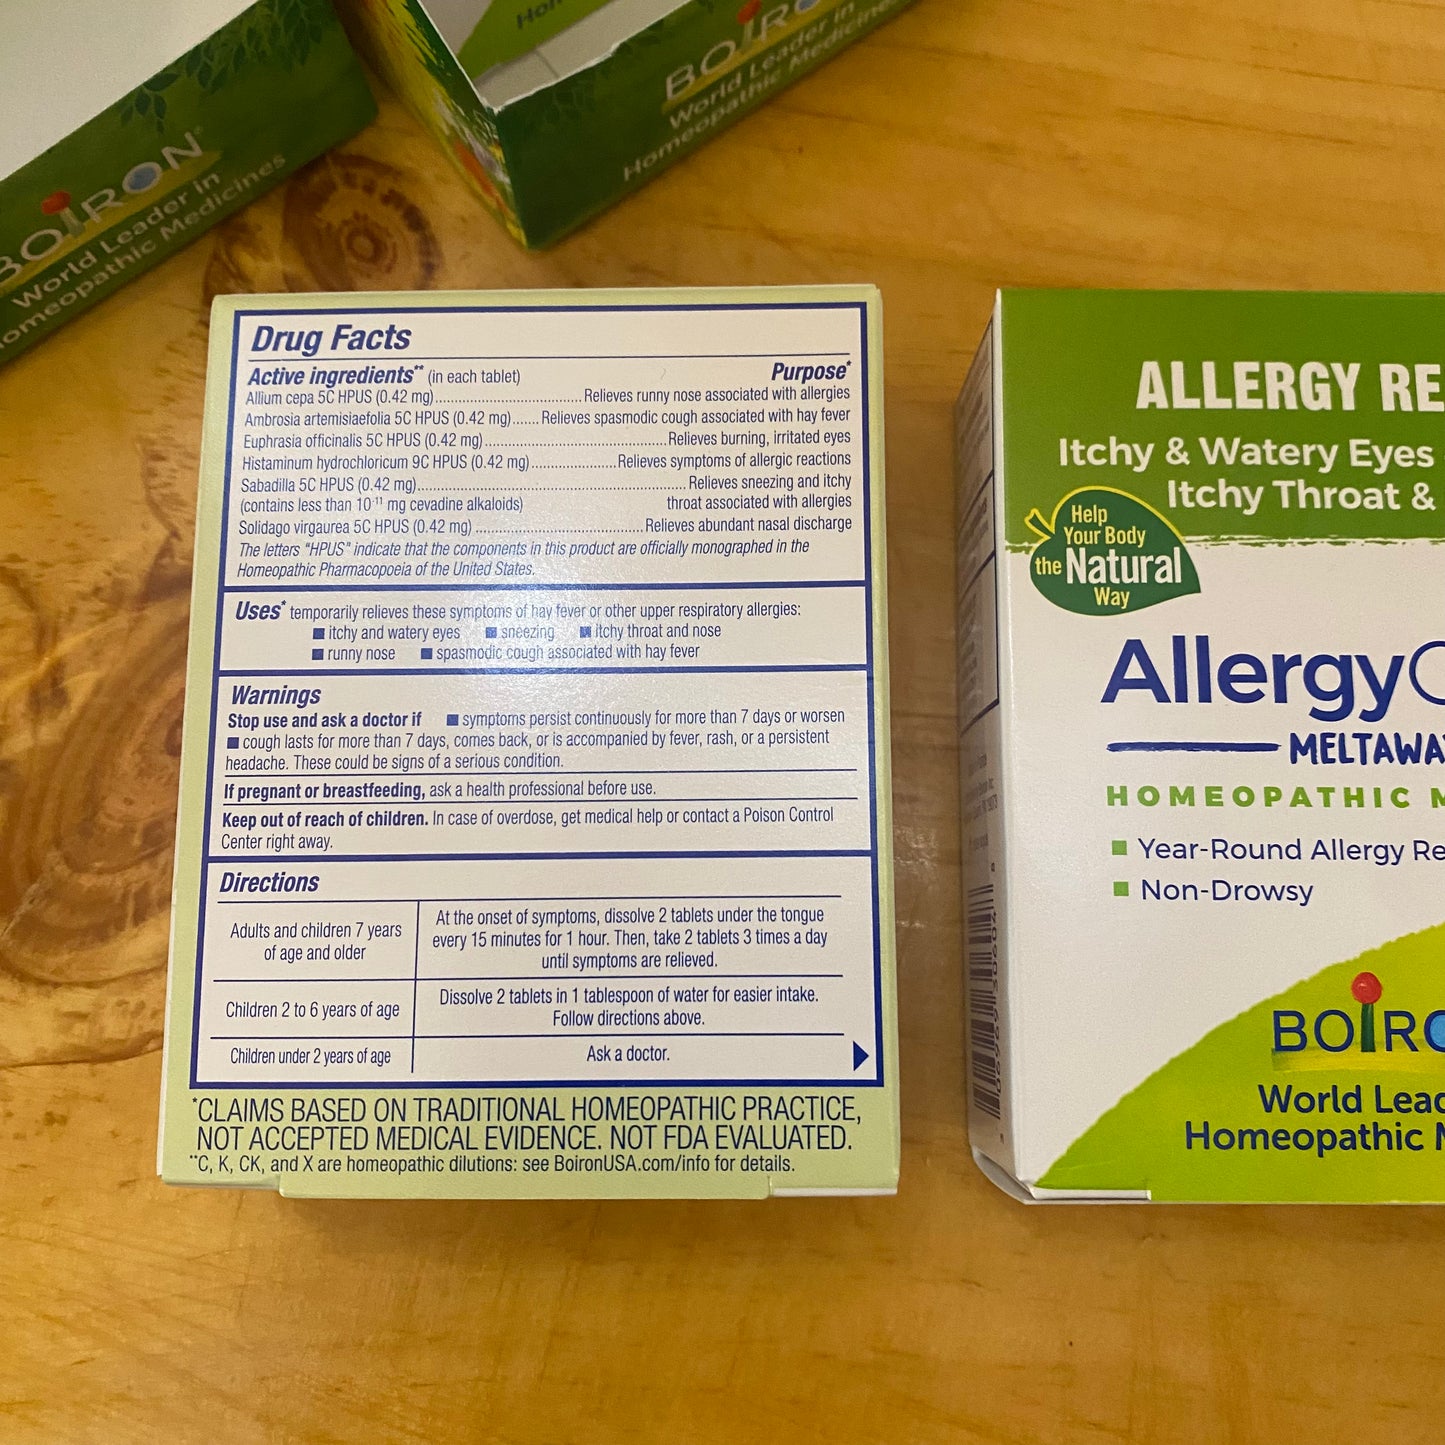 BOIRON
World Leader in
Homeopathic Medicines
BOIRON
World Leader in
Homeopathic Medicines
Drug Facts
Active ingredients** (in each tablet) Purpose*
Allium cepa 5C HPUS (0.42 mg)..............................Relieves runny nose associated with allergies
Ambrosia artemisiaefolia 5C HPUS (0.42 mg).......Relieves spasmodic cough associated with hay fever
Euphrasia officinalis 5C HPUS (0.42 mg).....................................Relieves burning, irritated eyes
Histaminum hydrochloricum 9C HPUS (0.42 mg).....................Relieves symptoms of allergic reactions
Sabadilla 5C HPUS (0.42 mg)......................................................Relieves sneezing and itchy
(contains less than 10⁻¹¹ mg cevadine alkaloids) throat associated with allergies
Solidago virgaurea 5C HPUS (0.42 mg)..................................Relieves abundant nasal discharge
The letters "HPUS" indicate that the components in this product are officially monographed in the
Homeopathic Pharmacopoeia of the United States.
Uses* temporarily relieves these symptoms of hay fever or other upper respiratory allergies:
■ itchy and watery eyes ■ sneezing ■ itchy throat and nose
■ runny nose ■ spasmodic cough associated with hay fever
Warnings
Stop use and ask a doctor if ■ symptoms persist continuously for more than 7 days or worsen
■ cough lasts for more than 7 days, comes back, or is accompanied by fever, rash, or a persistent
headache. These could be signs of a serious condition.
If pregnant or breastfeeding, ask a health professional before use.
Keep out of reach of children. In case of overdose, get medical help or contact a Poison Control
Center right away.
Directions
Adults and children 7 years
of age and older
At the onset of symptoms, dissolve 2 tablets under the tongue
every 15 minutes for 1 hour. Then, take 2 tablets 3 times a day
until symptoms are relieved.
Children 2 to 6 years of age
Dissolve 2 tablets in 1 tablespoon of water for easier intake.
Follow directions above.
Children under 2 years of age
Ask a doctor.
*CLAIMS BASED ON TRADITIONAL HOMEOPATHIC PRACTICE,
NOT ACCEPTED MEDICAL EVIDENCE. NOT FDA EVALUATED.
**C, K, CK, and X are homeopathic dilutions: see BoironUSA.com/info for details.
ALLERGY RE
Itchy & Watery Eyes
Itchy Throat &
Help
Your Body
the Natural
Way
Allergy
MELTAWA
HOMEOPATHIC M
■ Year-Round Allergy Re
■ Non-Drowsy
BOIRO
World Lead
Homeopathic M